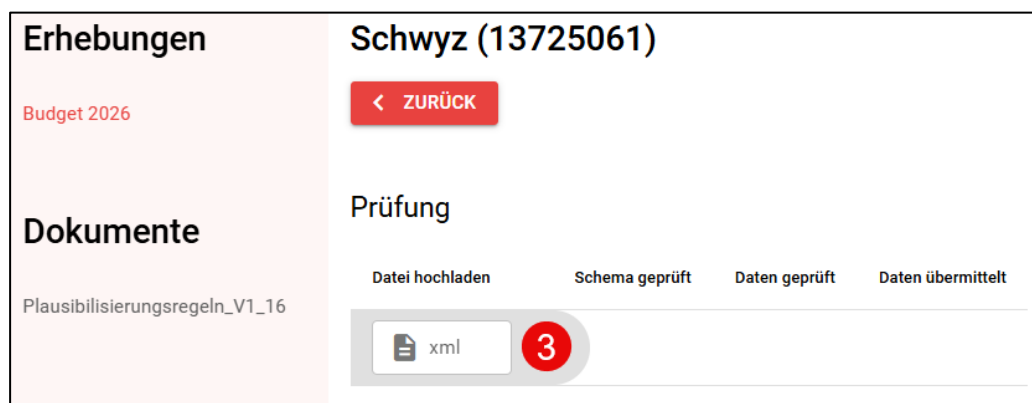 Erhebungen
Budget 2026
Dokumente
Plausibilisierungsregeln_V1_16
Schwyz (13725061)
ZURÜCK
Prüfung
Datei hochladen Schema geprüft Daten geprüft Daten übermittelt
xml 3